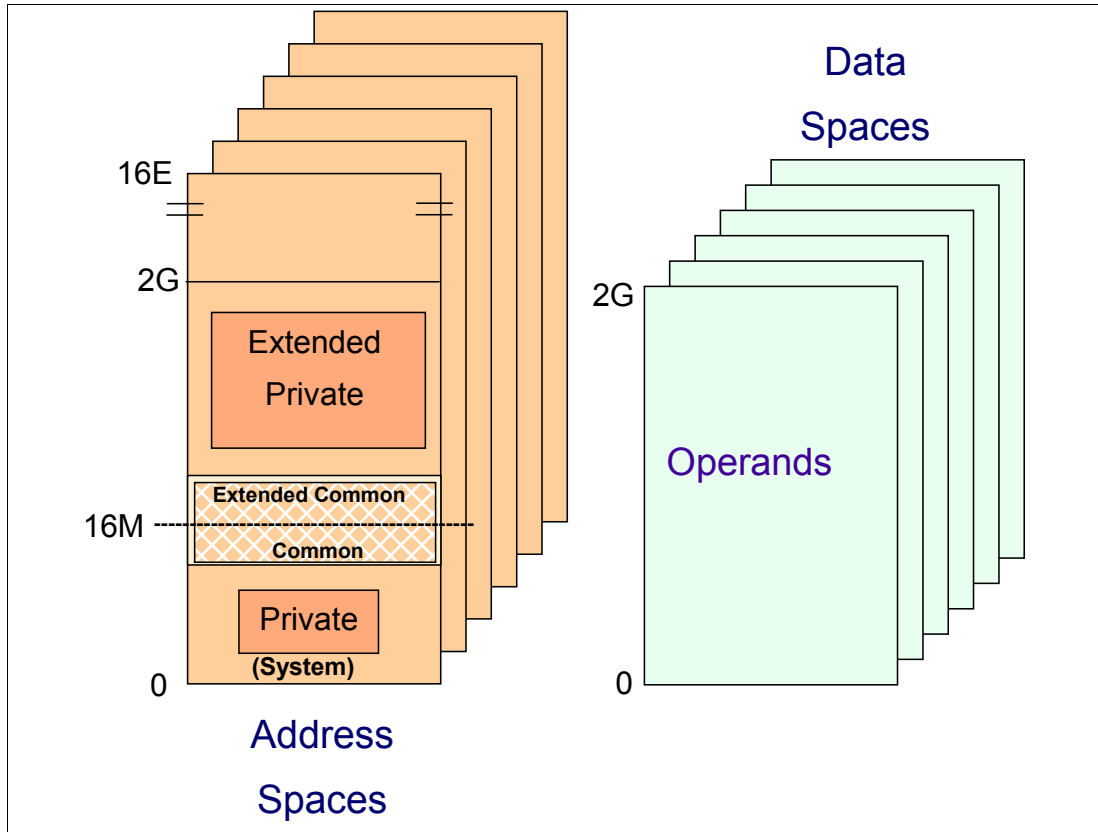 16E
2G
Extended
Private
Extended Common
16M
Common
Private
(System)
0
Address
Spaces
Data
Spaces
2G
Operands
0